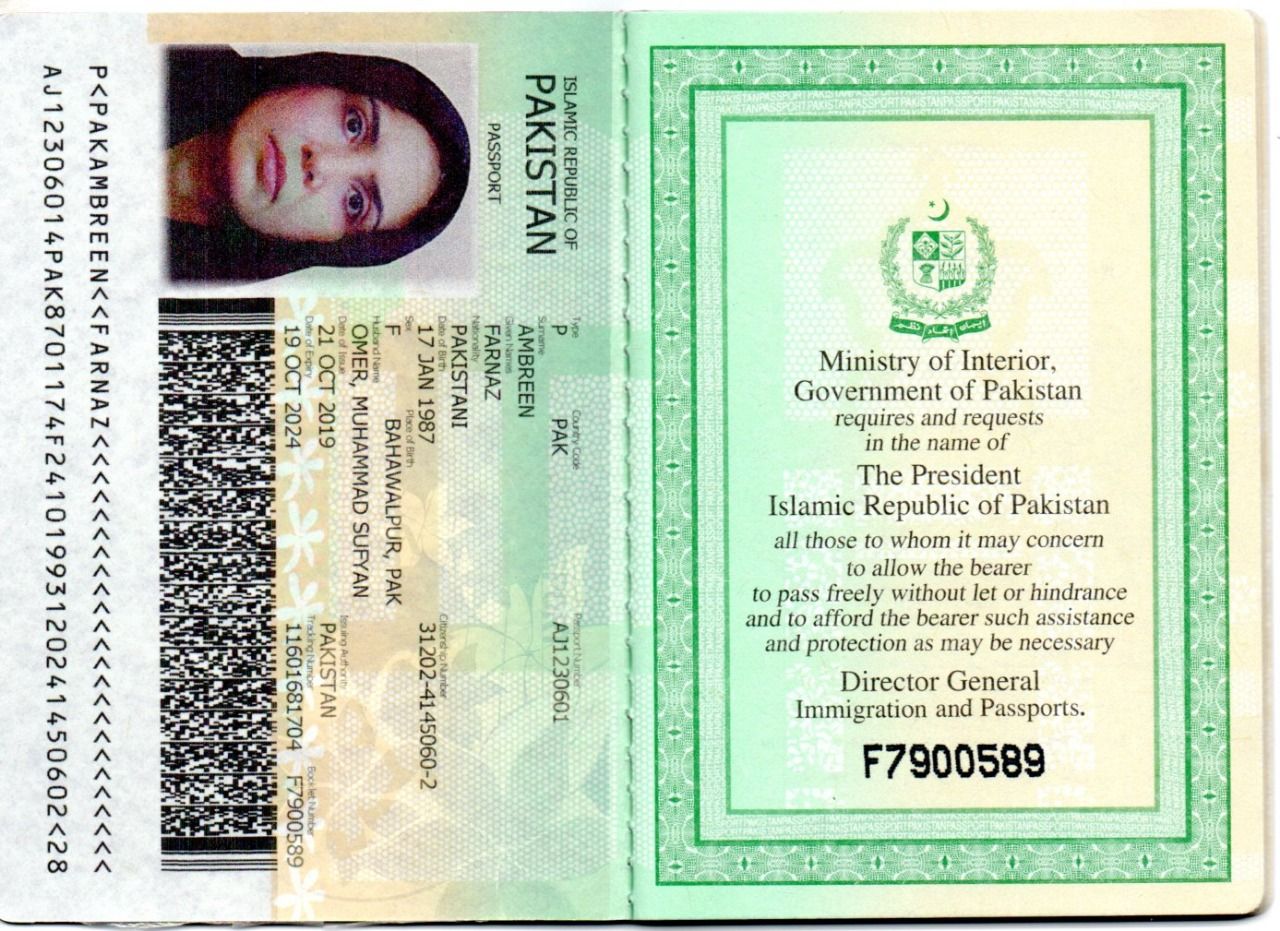 ISLAMIC REPUBLIC OF
PAKISTAN
PASSPORT
Type Country Code Passport Number
P PAK AJ1230601
Surname
AMBREEN
Given Names
FARNAZ
Nationality
PAKISTANI
Date of Birth Citizenship Number
17 JAN 1987 31202-4145060-2
Sex Place of Birth
F BAHAWALPUR, PAK
Husband Name
OMER, MUHAMMAD SUFYAN
Date of Issue Issuing Authority
21 OCT 2019 PAKISTAN
Date of Expiry Tracking Number Booklet Number
19 OCT 2024 11601681704 F7900589
P<PAKAMBREEN<<FARNAZ<<<<<<<<<<<<<<<<<<<<<<<<
AJ12306014PAK8701174F24101993120241450602<28
PAKISTANPASSPORTPAKISTANPASSPORTPAKISTANPASSPORTPAKISTANPASSPORT
ایمان اتحاد نظم
Ministry of Interior,
Government of Pakistan
requires and requests
in the name of
The President
Islamic Republic of Pakistan
all those to whom it may concern
to allow the bearer
to pass freely without let or hindrance
and to afford the bearer such assistance
and protection as may be necessary
Director General
Immigration and Passports.
F7900589